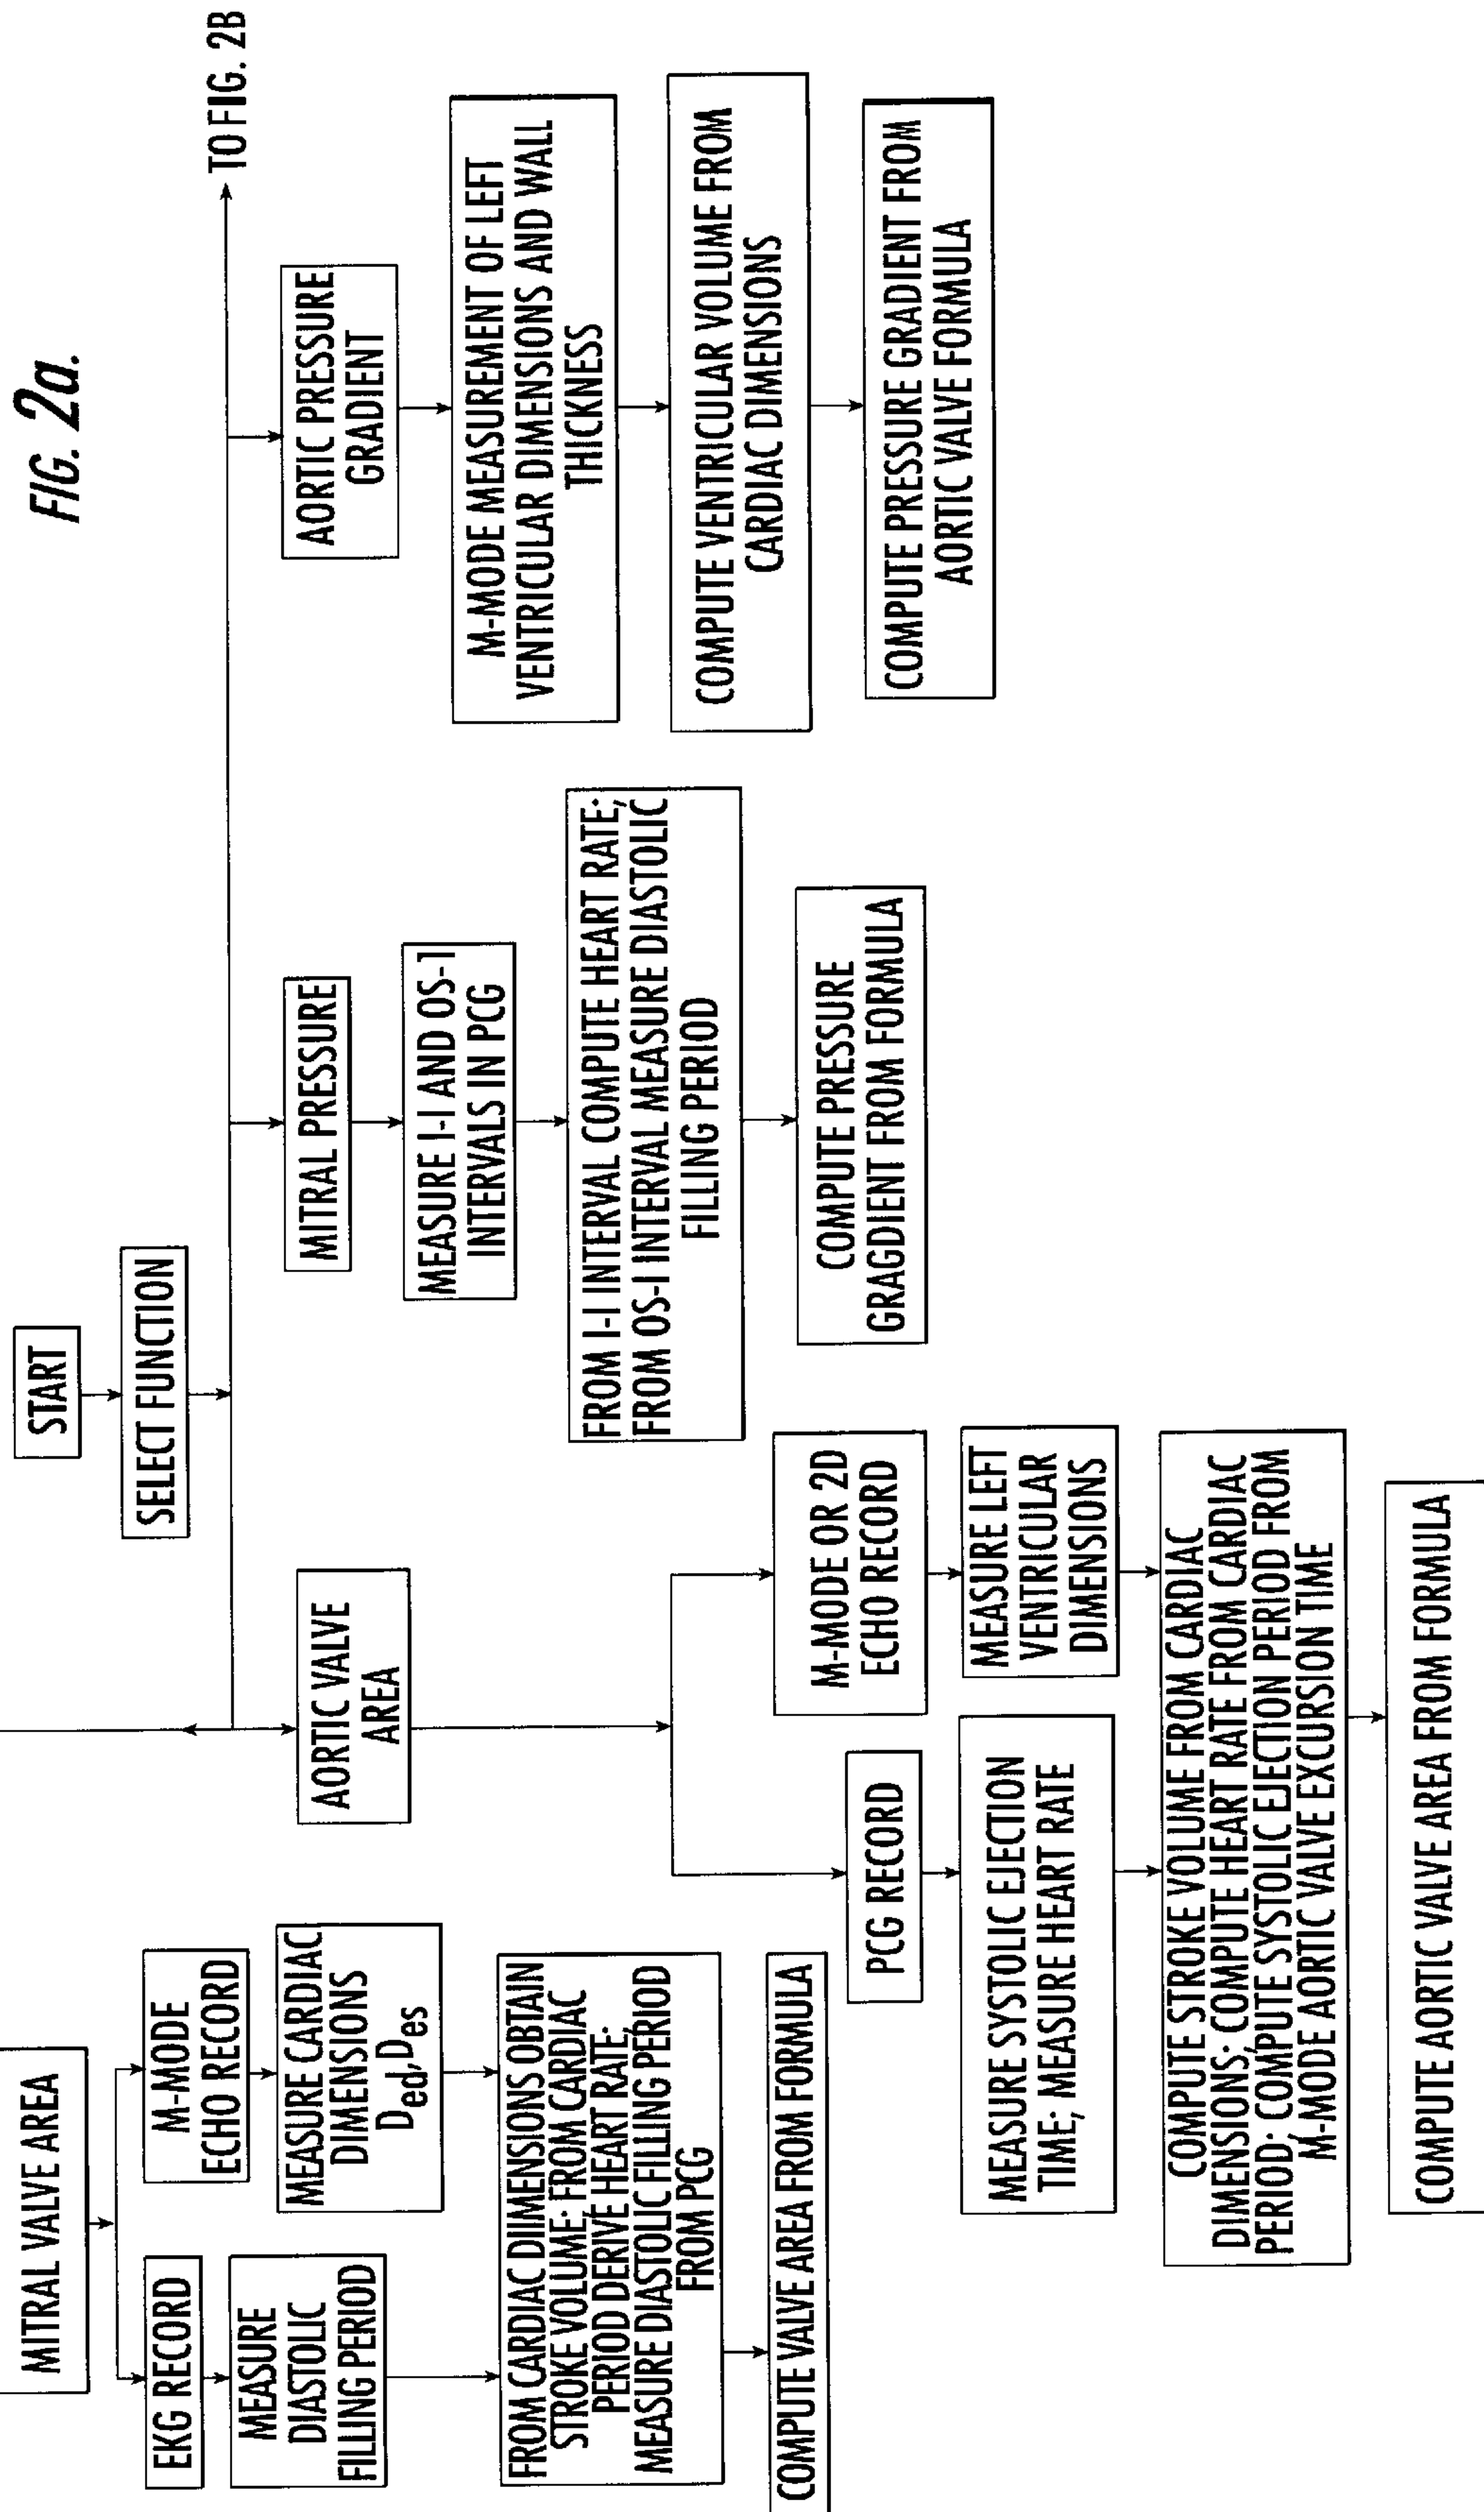 FIG. 2a.
START
SELECT FUNCTION
TO FIG. 2B
MITRAL VALVE AREA
EKG RECORD
MEASURE
DIASTOLIC
FILLING PERIOD
M-MODE
ECHO RECORD
MEASURE CARDIAC
DIMENSIONS
Ded,Des
FROM CARDIAC DIMENSIONS OBTAIN
STROKE VOLUME; FROM CARDIAC
PERIOD DERIVE HEART RATE;
MEASURE DIASTOLIC FILLING PERIOD
FROM PCG
COMPUTE VALVE AREA FROM FORMULA
AORTIC VALVE
AREA
PCG RECORD
MEASURE SYSTOLIC EJECTION
TIME; MEASURE HEART RATE
M-MODE OR 2D
ECHO RECORD
MEASURE LEFT
VENTRICULAR
DIMENSIONS
COMPUTE STROKE VOLUME FROM CARDIAC
DIMENSIONS; COMPUTE HEART RATE FROM CARDIAC
PERIOD; COMPUTE SYSTOLIC EJECTION PERIOD FROM
M-MODE AORTIC VALVE EXCURSION TIME
COMPUTE AORTIC VALVE AREA FROM FORMULA
MITRAL PRESSURE
MEASURE I-I AND OS-1
INTERVALS IN PCG
FROM I-I INTERVAL COMPUTE HEART RATE;
FROM OS-I INTERVAL MEASURE DIASTOLIC
FILLING PERIOD
COMPUTE PRESSURE
GRAGDIENT FROM FORMULA
AORTIC PRESSURE
GRADIENT
M-MODE MEASUREMENT OF LEFT
VENTRICULAR DIMENSIONS AND WALL
THICKNESS
COMPUTE VENTRICULAR VOLUME FROM
CARDIAC DIMENSIONS
COMPUTE PRESSURE GRADIENT FROM
AORTIC VALVE FORMULA